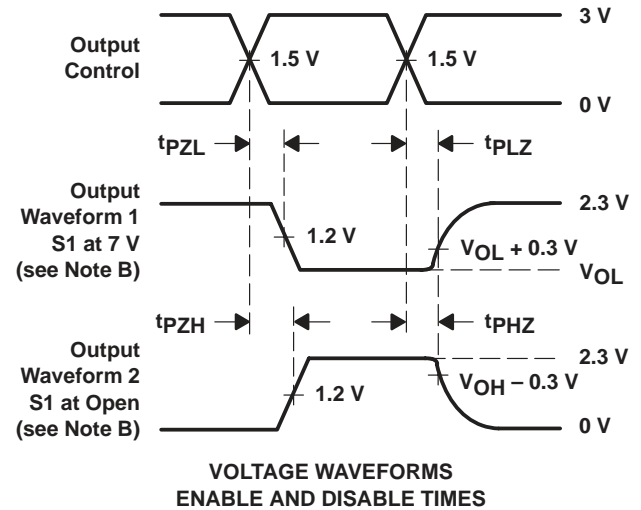 3 V
Output
Control
1.5 V
1.5 V
0 V
tPZL
tPLZ
Output
Waveform 1
S1 at 7 V
(see Note B)
2.3 V
1.2 V
VOL + 0.3 V
VOL
tPZH
tPHZ
Output
Waveform 2
S1 at Open
(see Note B)
2.3 V
1.2 V
VOH − 0.3 V
0 V
VOLTAGE WAVEFORMS
ENABLE AND DISABLE TIMES